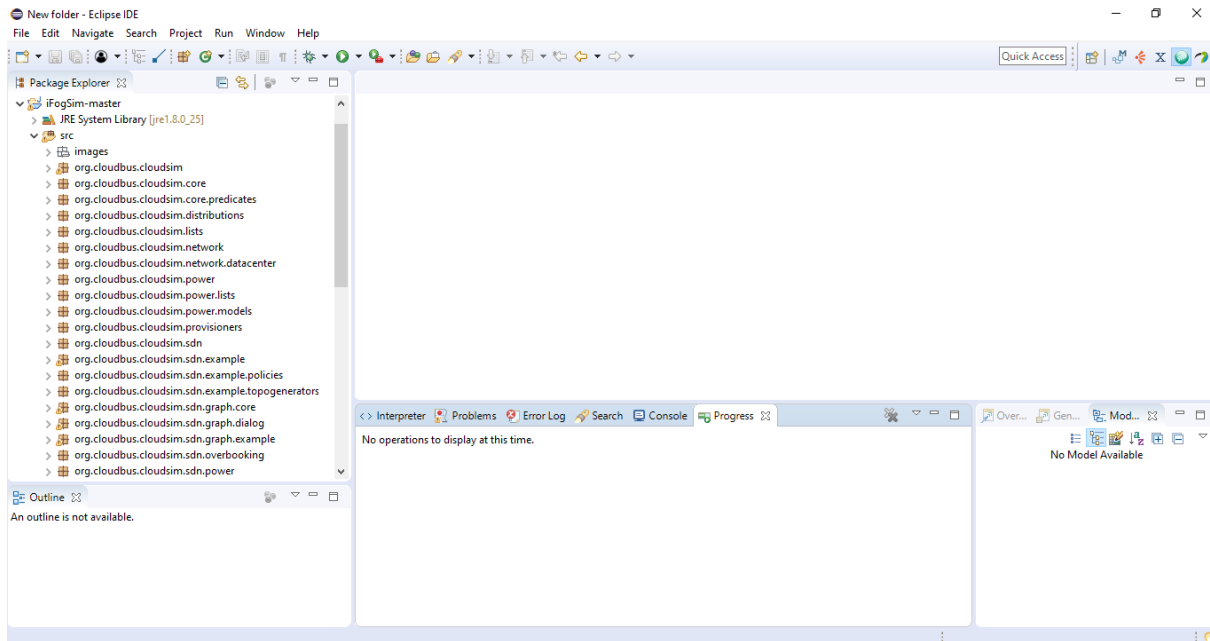 New folder - Eclipse IDE
File Edit Navigate Search Project Run Window Help
Quick Access
Package Explorer
iFogSim-master
JRE System Library [jre1.8.0_25]
src
images
org.cloudbus.cloudsim
org.cloudbus.cloudsim.core
org.cloudbus.cloudsim.core.predicates
org.cloudbus.cloudsim.distributions
org.cloudbus.cloudsim.lists
org.cloudbus.cloudsim.network
org.cloudbus.cloudsim.network.datacenter
org.cloudbus.cloudsim.power
org.cloudbus.cloudsim.power.lists
org.cloudbus.cloudsim.power.models
org.cloudbus.cloudsim.provisioners
org.cloudbus.cloudsim.sdn
org.cloudbus.cloudsim.sdn.example
org.cloudbus.cloudsim.sdn.example.policies
org.cloudbus.cloudsim.sdn.example.topogenerators
org.cloudbus.cloudsim.sdn.graph.core
org.cloudbus.cloudsim.sdn.graph.dialog
org.cloudbus.cloudsim.sdn.graph.example
org.cloudbus.cloudsim.sdn.overbooking
org.cloudbus.cloudsim.sdn.power
Outline
An outline is not available.
Interpreter Problems Error Log Search Console Progress
No operations to display at this time.
Over... Gen... Mod...
No Model Available